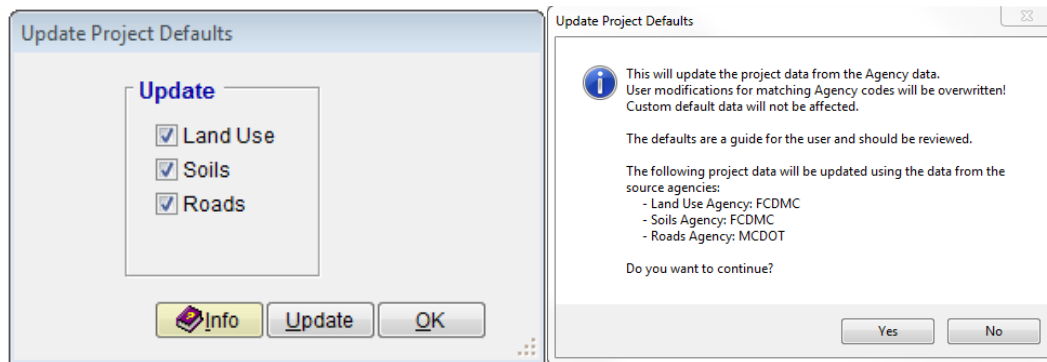 Update Project Defaults
Update
Land Use
Soils
Roads
Info
Update
OK
Update Project Defaults
This will update the project data from the Agency data.
User modifications for matching Agency codes will be overwritten!
Custom default data will not be affected.
The defaults are a guide for the user and should be reviewed.
The following project data will be updated using the data from the
source agencies:
- Land Use Agency: FCDMC
- Soils Agency: FCDMC
- Roads Agency: MCDOT
Do you want to continue?
Yes
No